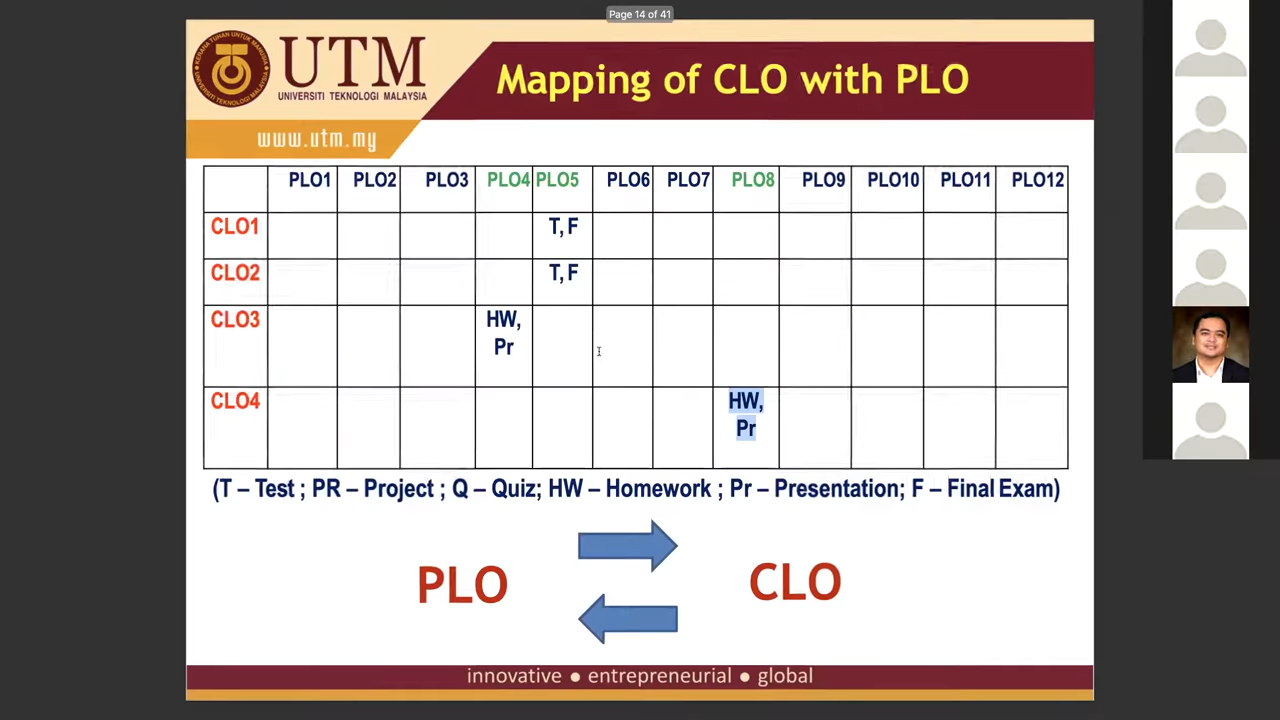 Page 14 of 41
UTM
UNIVERSITI TEKNOLOGI MALAYSIA
Mapping of CLO with PLO
www.utm.my
PLO1 PLO2 PLO3 PLO4 PLO5 PLO6 PLO7 PLO8 PLO9 PLO10 PLO11 PLO12
CLO1 T, F
CLO2 T, F
CLO3 HW,
Pr
CLO4 HW,
Pr
(T – Test ; PR – Project ; Q – Quiz; HW – Homework ; Pr – Presentation; F – Final Exam)
PLO CLO
innovative ● entrepreneurial ● global